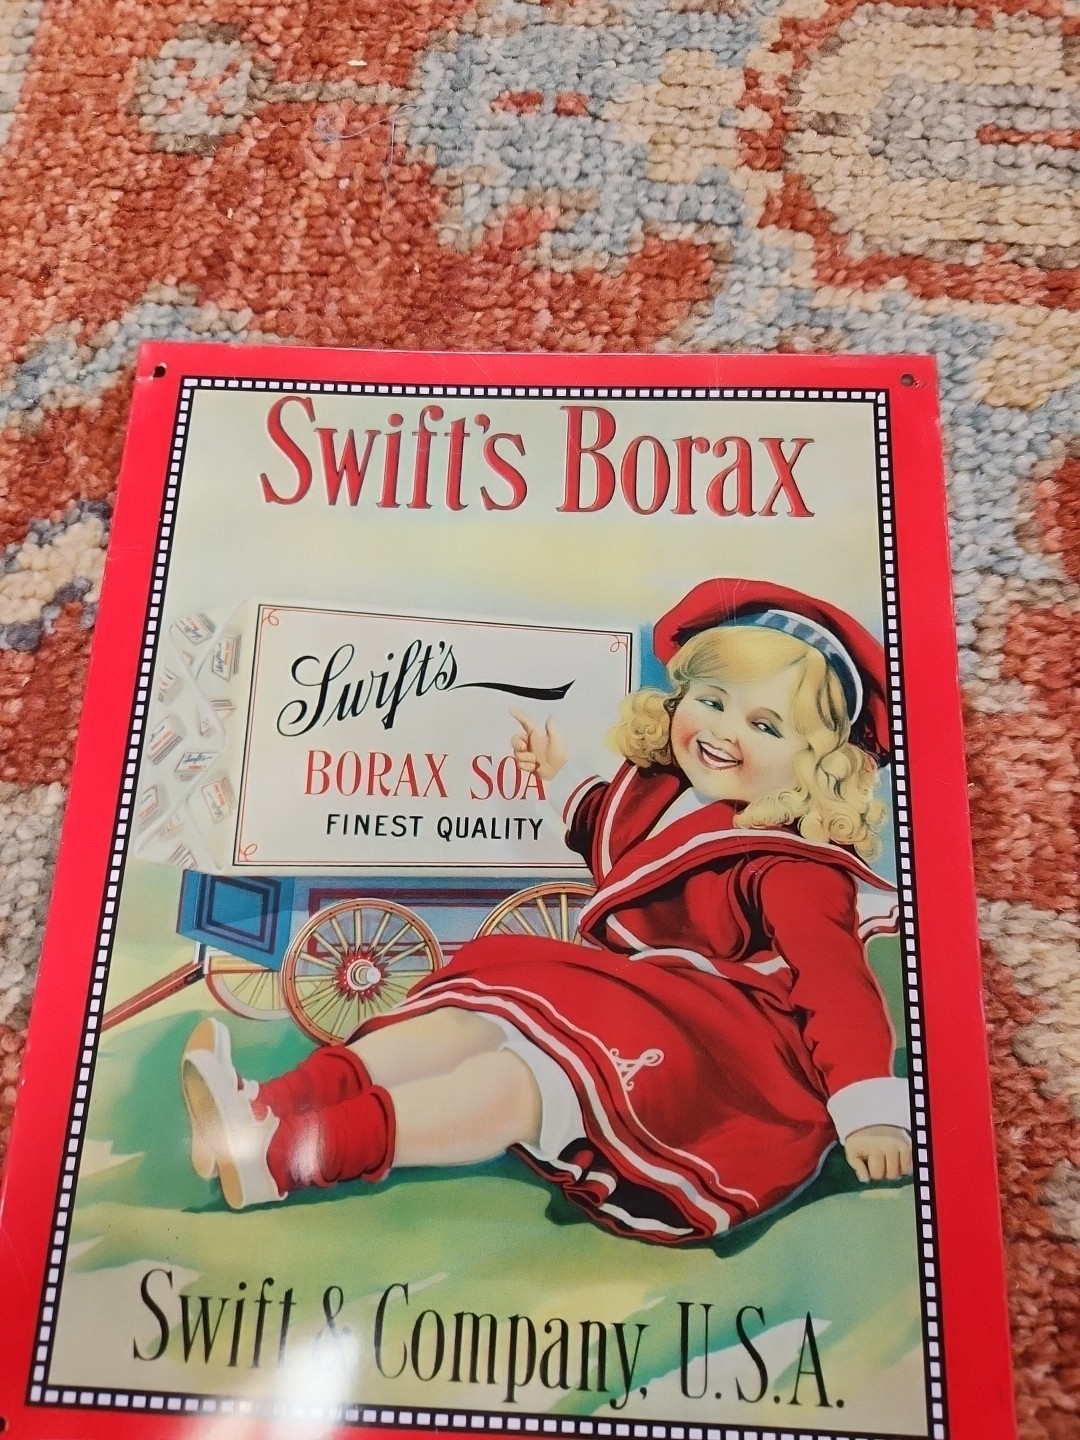 Swift's Borax
Swift's
BORAX SOA
FINEST QUALITY
Swift & Company, U.S.A.